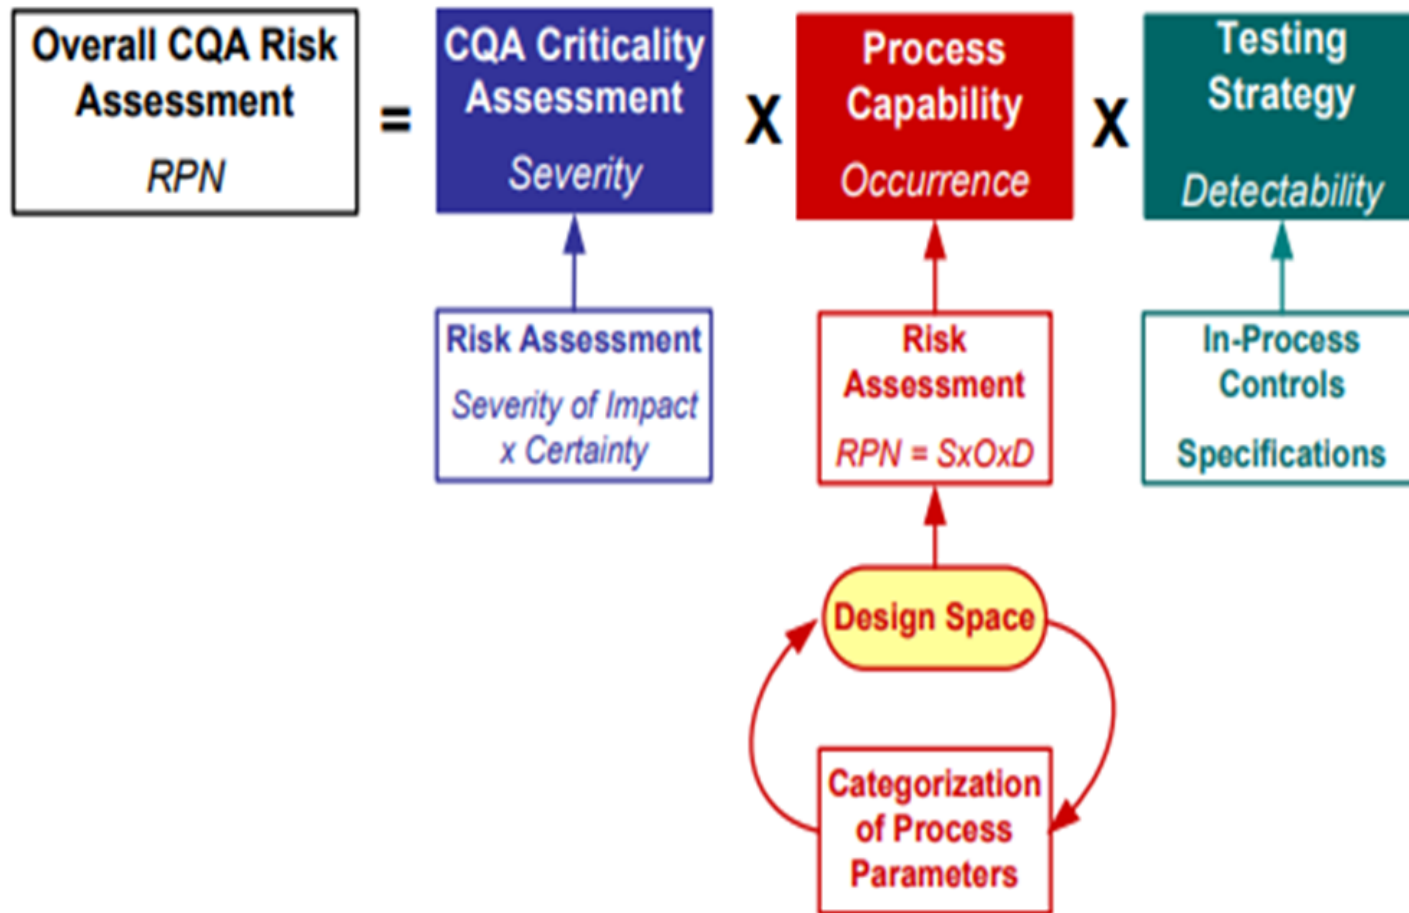 Overall CQA Risk
Assessment
RPN
=
CQA Criticality
Assessment
Severity
X
Process
Capability
Occurrence
X
Testing
Strategy
Detectability
Risk Assessment
Severity of Impact
x Certainty
Risk
Assessment
RPN = SxOxD
In-Process
Controls
Specifications
Design Space
Categorization
of Process
Parameters